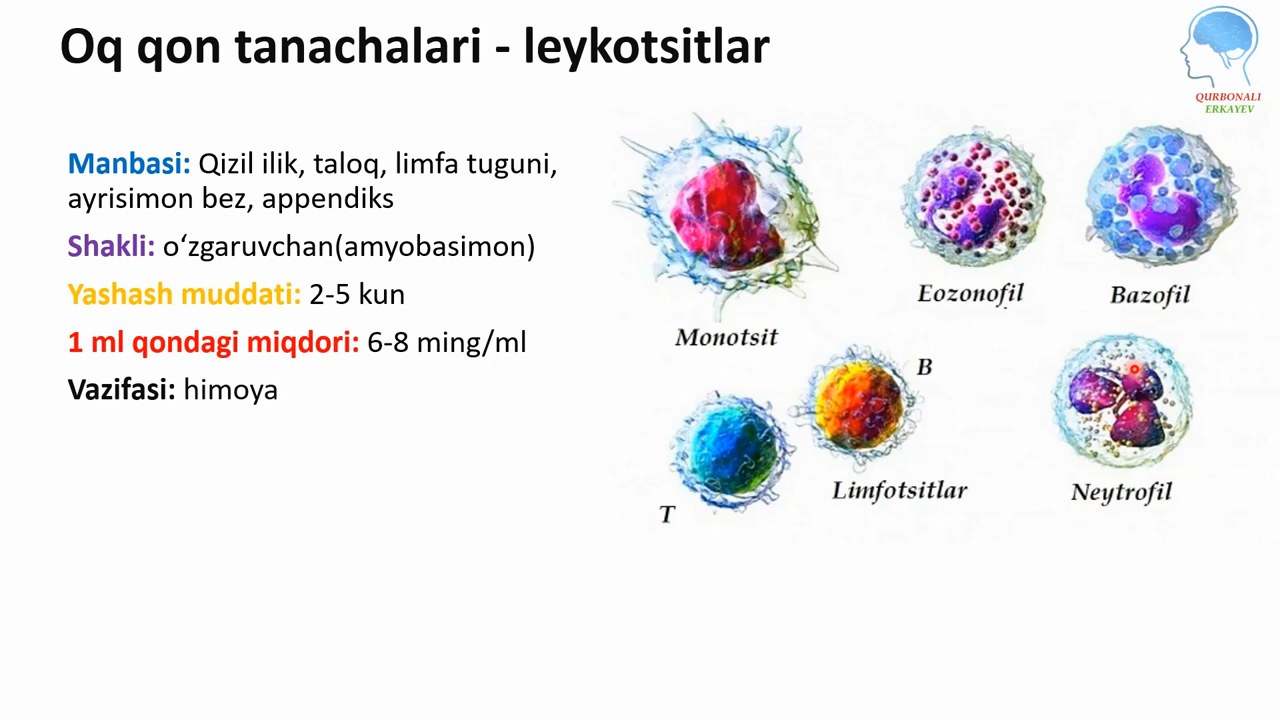 Oq qon tanachalari - leykotsitlar
QURBONALI
ERKAYEV
Manbasi: Qizil ilik, taloq, limfa tuguni,
ayrisimon bez, appendiks
Shakli: o‘zgaruvchan(amyobasimon)
Yashash muddati: 2-5 kun
1 ml qondagi miqdori: 6-8 ming/ml
Vazifasi: himoya
Monotsit
Eozonofil
Bazofil
B
T
Limfotsitlar
Neytrofil